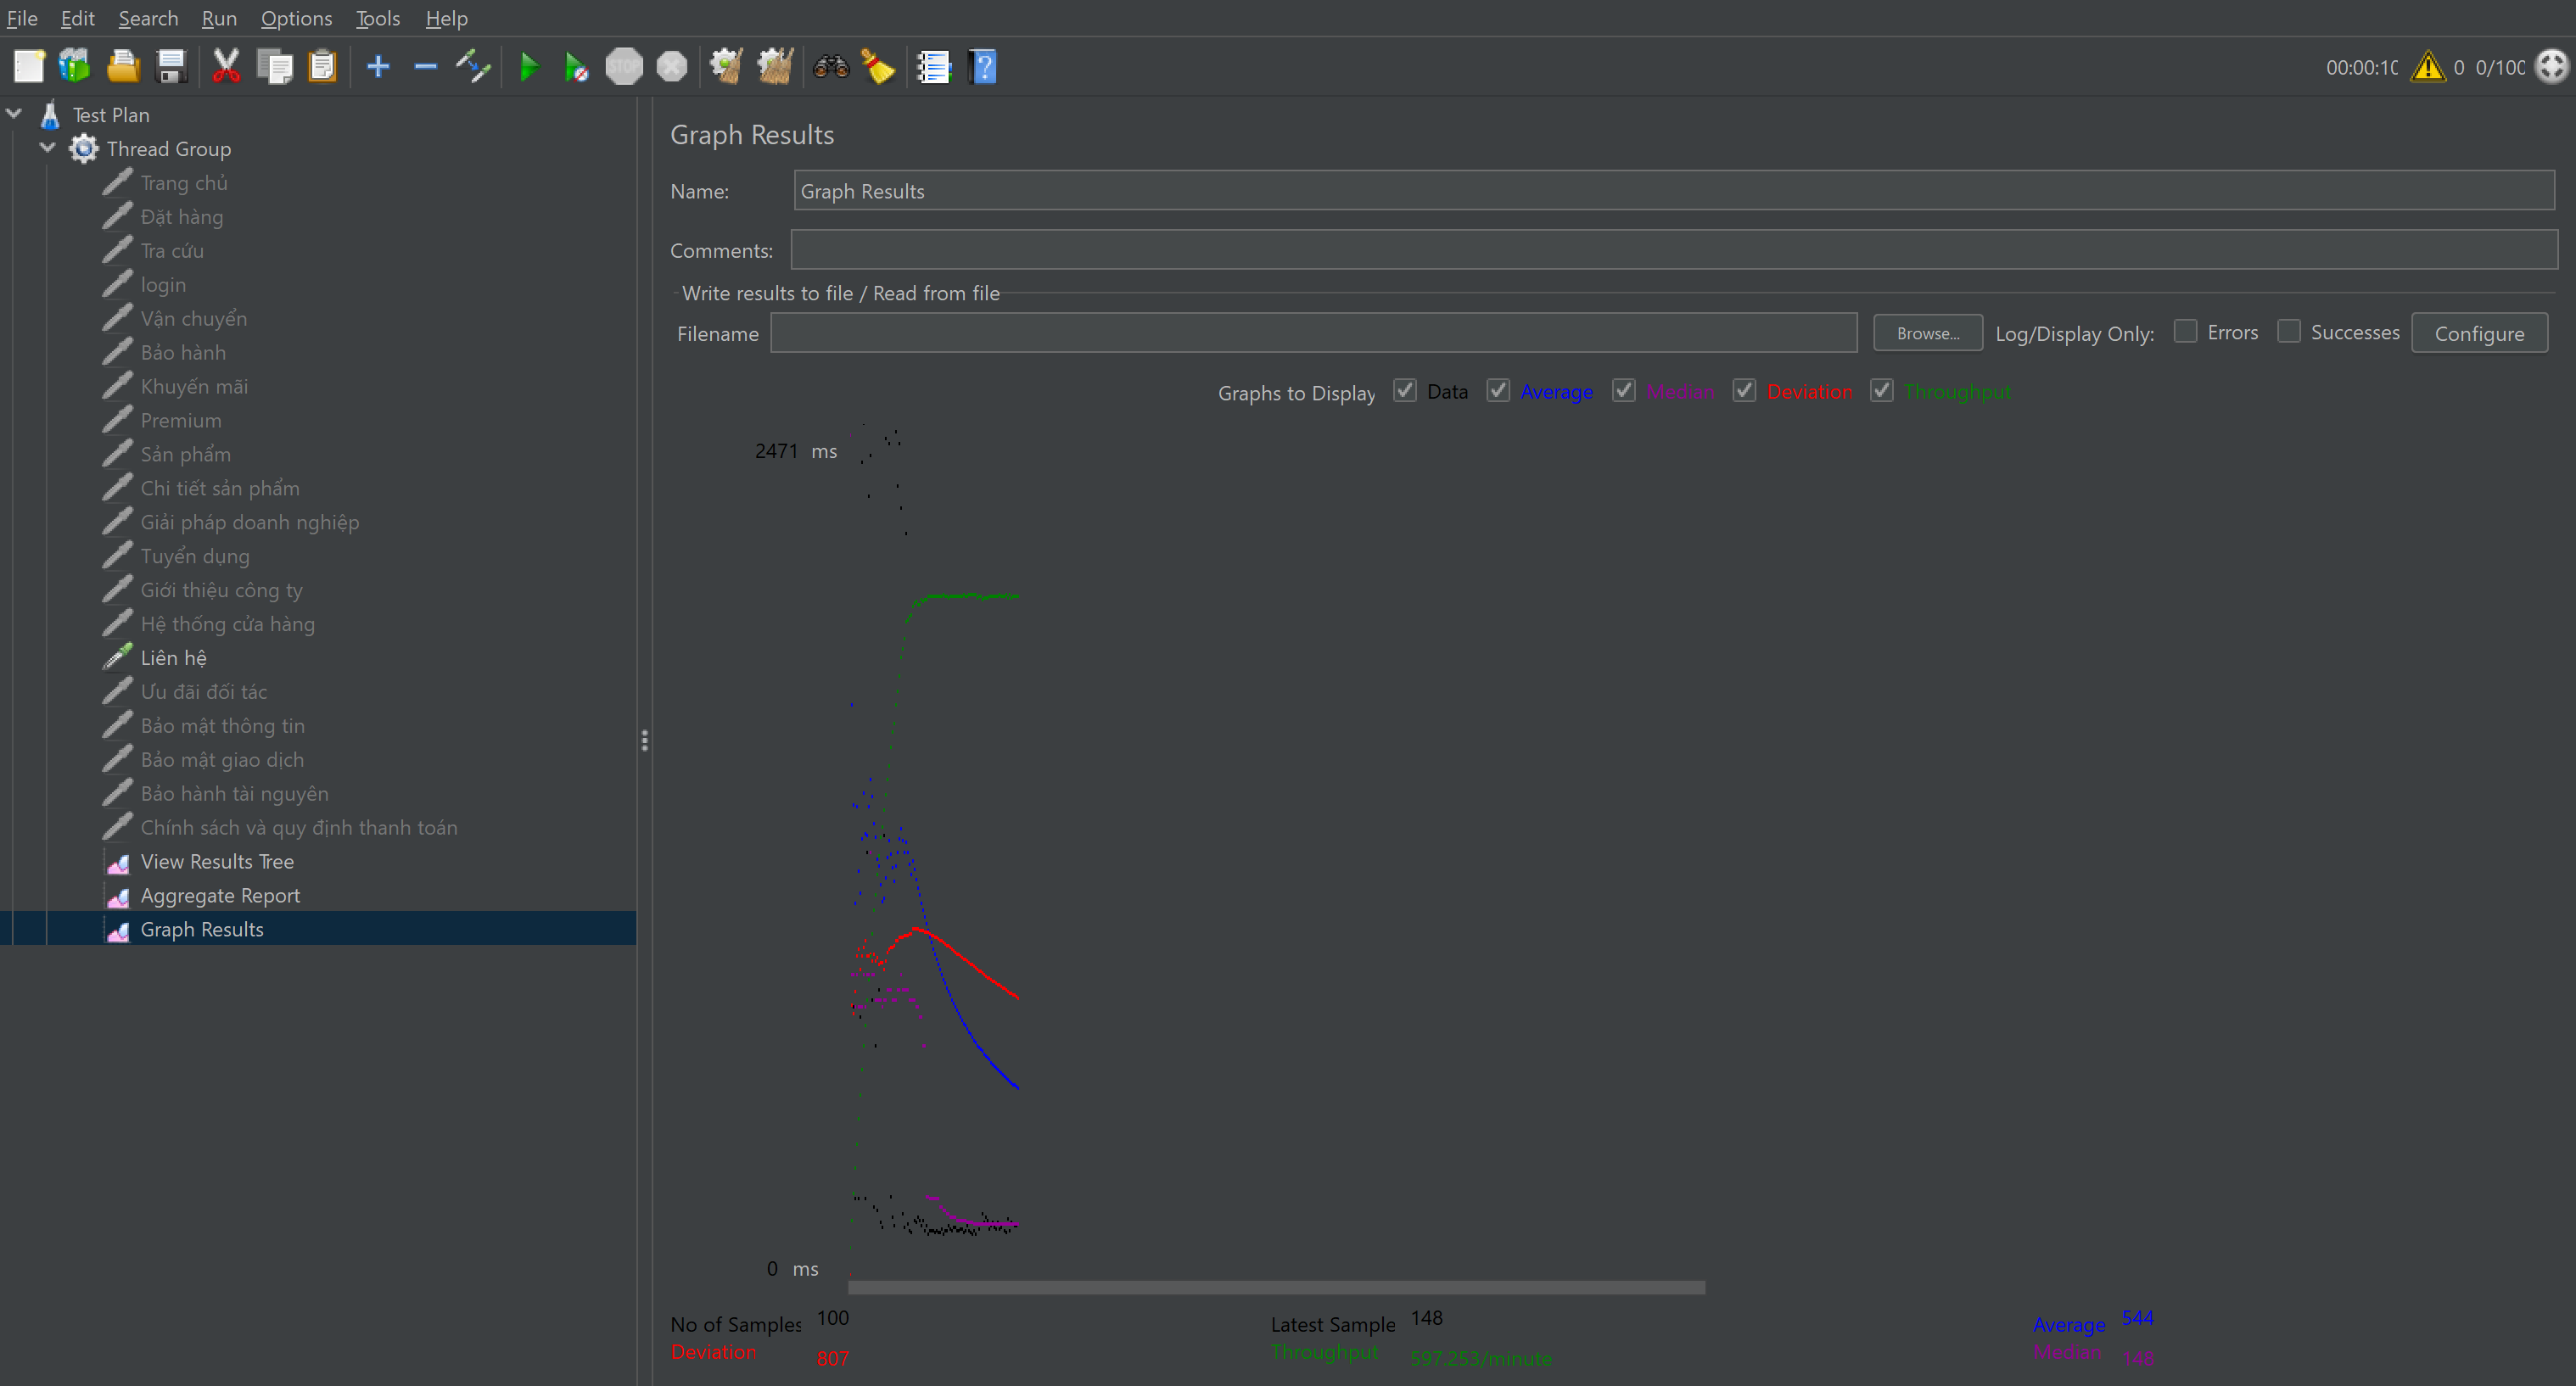 File Edit Search Run Options Tools Help
STOP
00:00:10 0 0/100
Test Plan
Thread Group
Trang chủ
Đặt hàng
Tra cứu
login
Vận chuyển
Bảo hành
Khuyến mãi
Premium
Sản phẩm
Chi tiết sản phẩm
Giải pháp doanh nghiệp
Tuyển dụng
Giới thiệu công ty
Hệ thống cửa hàng
Liên hệ
Ưu đãi đối tác
Bảo mật thông tin
Bảo mật giao dịch
Bảo hành tài nguyên
Chính sách và quy định thanh toán
View Results Tree
Aggregate Report
Graph Results
Graph Results
Name: Graph Results
Comments:
Write results to file / Read from file
Filename Browse... Log/Display Only: Errors Successes Configure
Graphs to Display Data Average Median Deviation Throughput
2471 ms
0 ms
No of Samples 100 Latest Sample 148 Average 544
Deviation 807 Throughput 597.253/minute Median 148